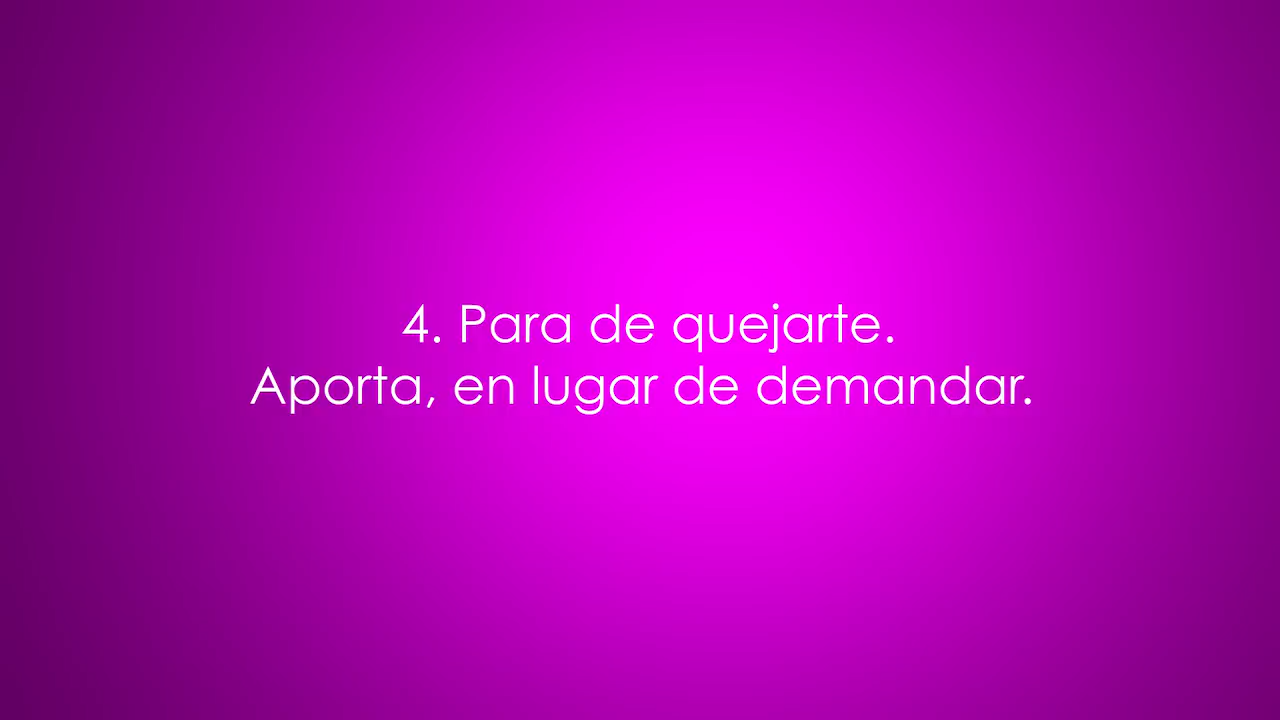 4. Para de quejarte.
Aporta, en lugar de demandar.